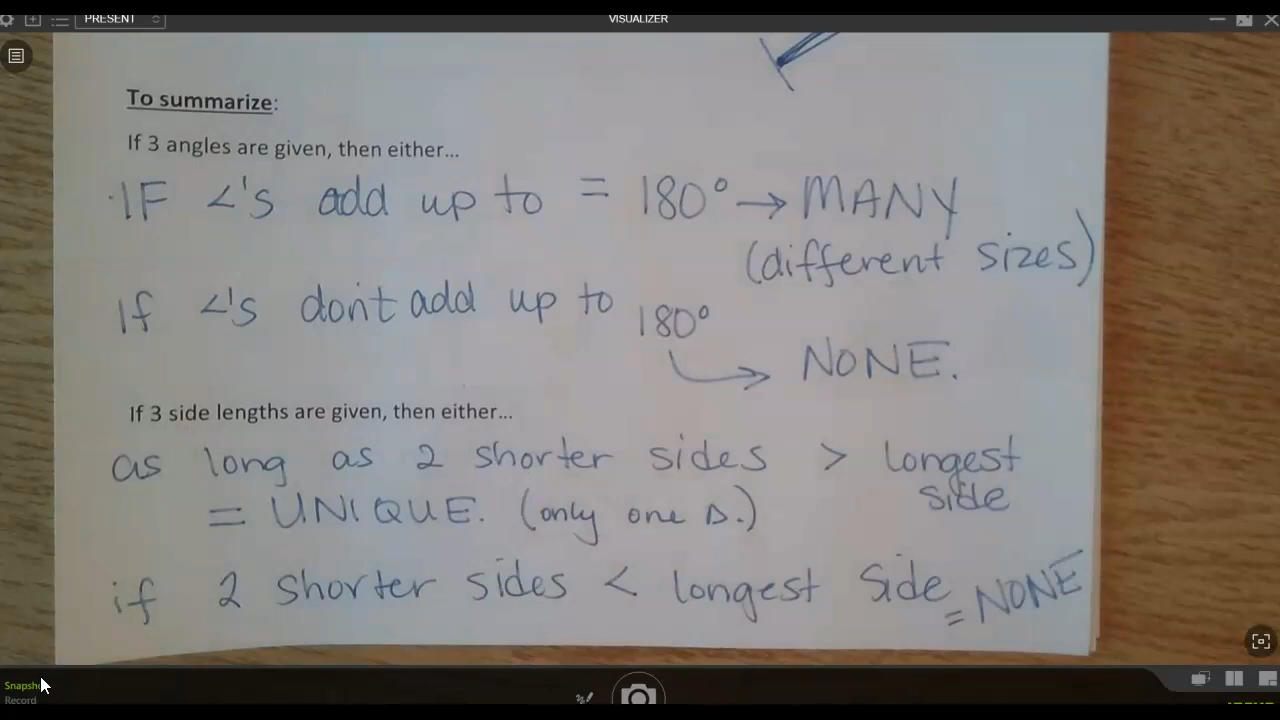 PRESENT
VISUALIZER
To summarize:
If 3 angles are given, then either...
·IF ∠'s add up to = 180° → MANY
(different sizes)
If ∠'s don't add up to 180°
→ NONE.
If 3 side lengths are given, then either...
as long as 2 shorter sides > longest
side
= UNIQUE. (only one Δ.)
if 2 shorter sides < longest side
= NONE
Snapsho
Record